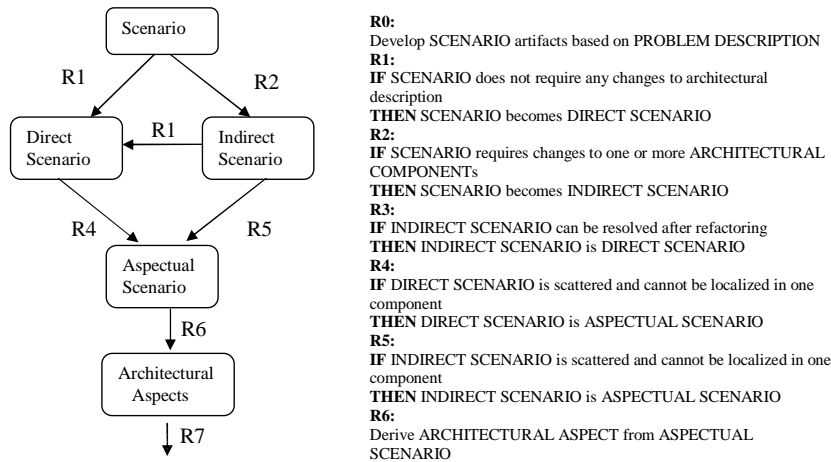 Scenario
R1
R2
Direct
Scenario
R1
Indirect
Scenario
R4
R5
Aspectual
Scenario
R6
Architectural
Aspects
R7
R0:
Develop SCENARIO artifacts based on PROBLEM DESCRIPTION
R1:
IF SCENARIO does not require any changes to architectural
description
THEN SCENARIO becomes DIRECT SCENARIO
R2:
IF SCENARIO requires changes to one or more ARCHITECTURAL
COMPONENTs
THEN SCENARIO becomes INDIRECT SCENARIO
R3:
IF INDIRECT SCENARIO can be resolved after refactoring
THEN INDIRECT SCENARIO is DIRECT SCENARIO
R4:
IF DIRECT SCENARIO is scattered and cannot be localized in one
component
THEN DIRECT SCENARIO is ASPECTUAL SCENARIO
R5:
IF INDIRECT SCENARIO is scattered and cannot be localized in one
component
THEN INDIRECT SCENARIO is ASPECTUAL SCENARIO
R6:
Derive ARCHITECTURAL ASPECT from ASPECTUAL
SCENARIO